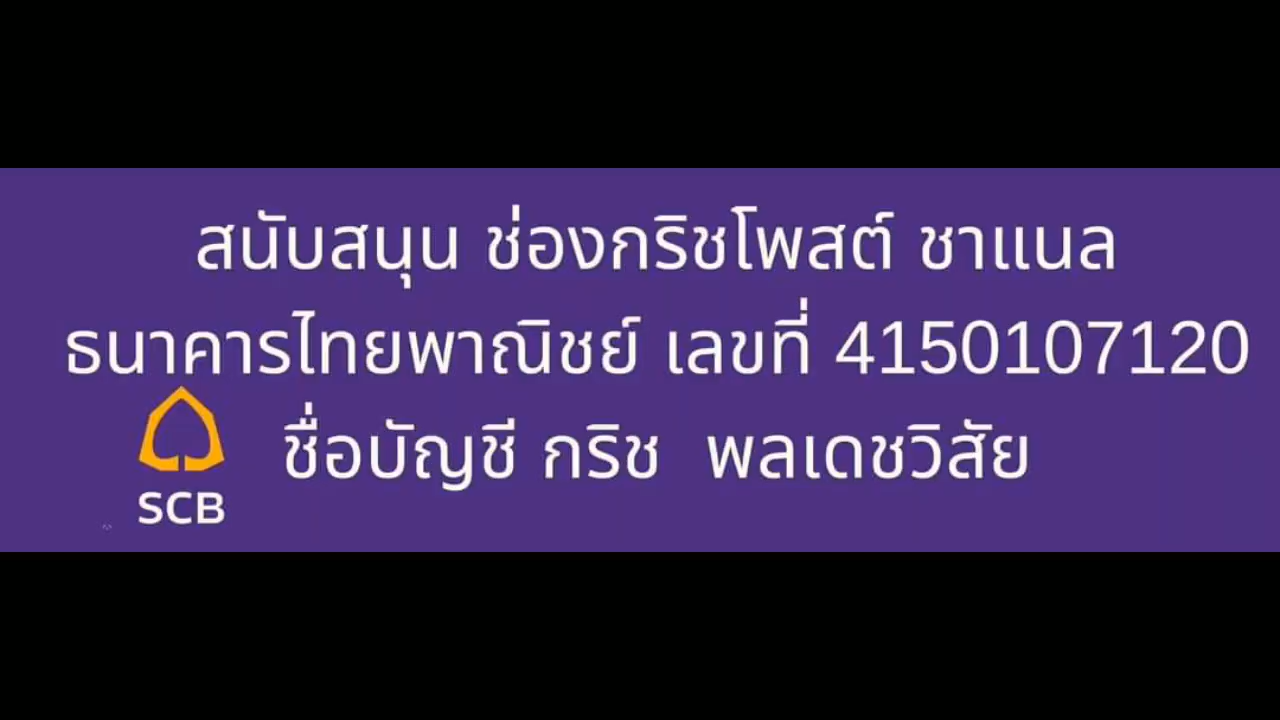 สนับสนุน ช่องกริชโพสต์ ชาแนล
ธนาคารไทยพาณิชย์ เลขที่ 4150107120
ชื่อบัญชี กริช พลเดชวิสัย
SCB